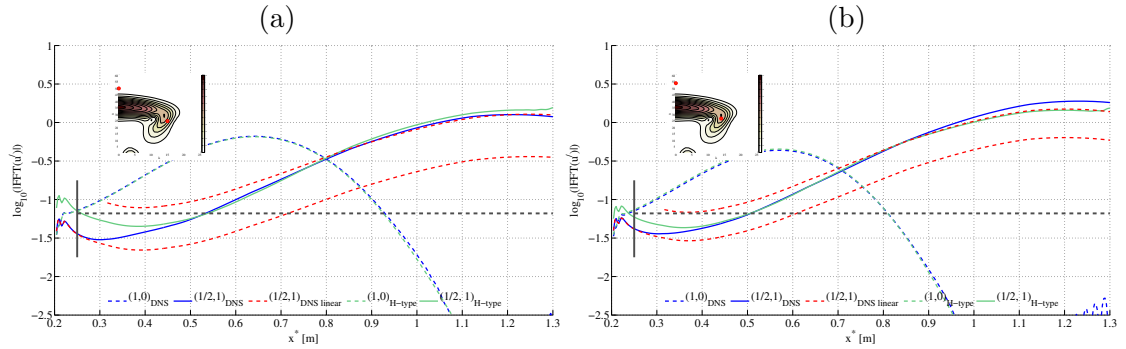 (a)
(b)
log10(|FFT(u′)|)
1
0.5
0
−0.5
−1
−1.5
−2
−2.5
0.2 0.3 0.4 0.5 0.6 0.7 0.8 0.9 1 1.1 1.2 1.3
x* [m]
(1,0)DNS (1/2,1)DNS (1/2,1)DNS linear (1,0)H−type (1/2, 1)H−type
log10(|FFT(u′)|)
1
0.5
0
−0.5
−1
−1.5
−2
−2.5
0.2 0.3 0.4 0.5 0.6 0.7 0.8 0.9 1 1.1 1.2 1.3
x* [m]
(1,0)DNS (1/2,1)DNS (1/2,1)DNS linear (1,0)H−type (1/2, 1)H−type